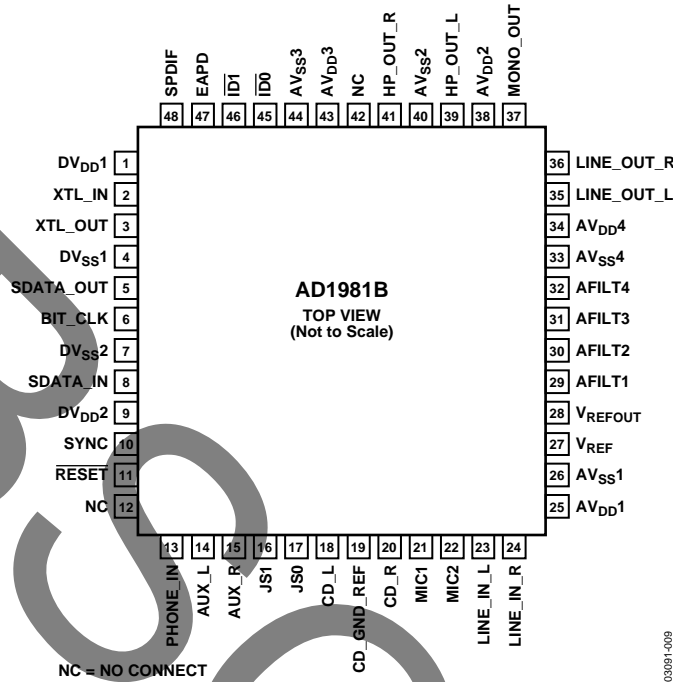 SPDIF
EAPD
ID1
ID0
AVSS3
AVDD3
NC
HP_OUT_R
AVSS2
HP_OUT_L
AVDD2
MONO_OUT
48 47 46 45 44 43 42 41 40 39 38 37
DVDD1 1
XTL_IN 2
XTL_OUT 3
DVSS1 4
SDATA_OUT 5
BIT_CLK 6
DVSS2 7
SDATA_IN 8
DVDD2 9
SYNC 10
RESET 11
NC 12
AD1981B
TOP VIEW
(Not to Scale)
36 LINE_OUT_R
35 LINE_OUT_L
34 AVDD4
33 AVSS4
32 AFILT4
31 AFILT3
30 AFILT2
29 AFILT1
28 VREFOUT
27 VREF
26 AVSS1
25 AVDD1
13 14 15 16 17 18 19 20 21 22 23 24
PHONE_IN
AUX_L
AUX_R
JS1
JS0
CD_L
CD_GND_REF
CD_R
MIC1
MIC2
LINE_IN_L
LINE_IN_R
NC = NO CONNECT
03091-009